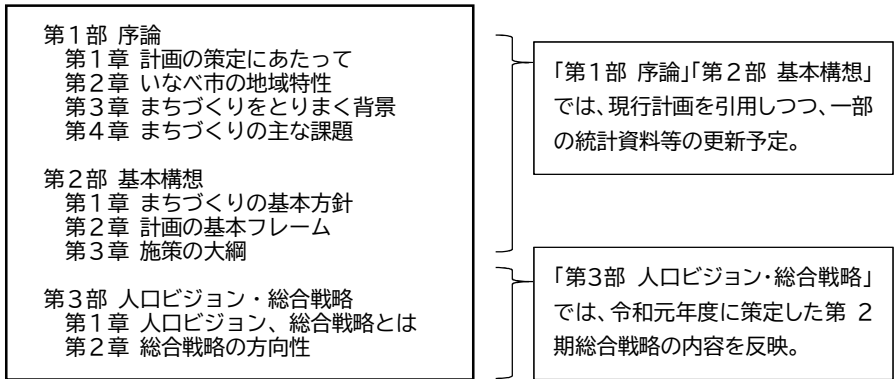 第1部 序論
第1章 計画の策定にあたって
第2章 いなべ市の地域特性
第3章 まちづくりをとりまく背景
第4章 まちづくりの主な課題
第2部 基本構想
第1章 まちづくりの基本方針
第2章 計画の基本フレーム
第3章 施策の大綱
第3部 人口ビジョン・総合戦略
第1章 人口ビジョン、総合戦略とは
第2章 総合戦略の方向性
「第1部 序論」「第2部 基本構想」
では、現行計画を引用しつつ、一部
の統計資料等の更新予定。
「第3部 人口ビジョン・総合戦略」
では、令和元年度に策定した第 2
期総合戦略の内容を反映。